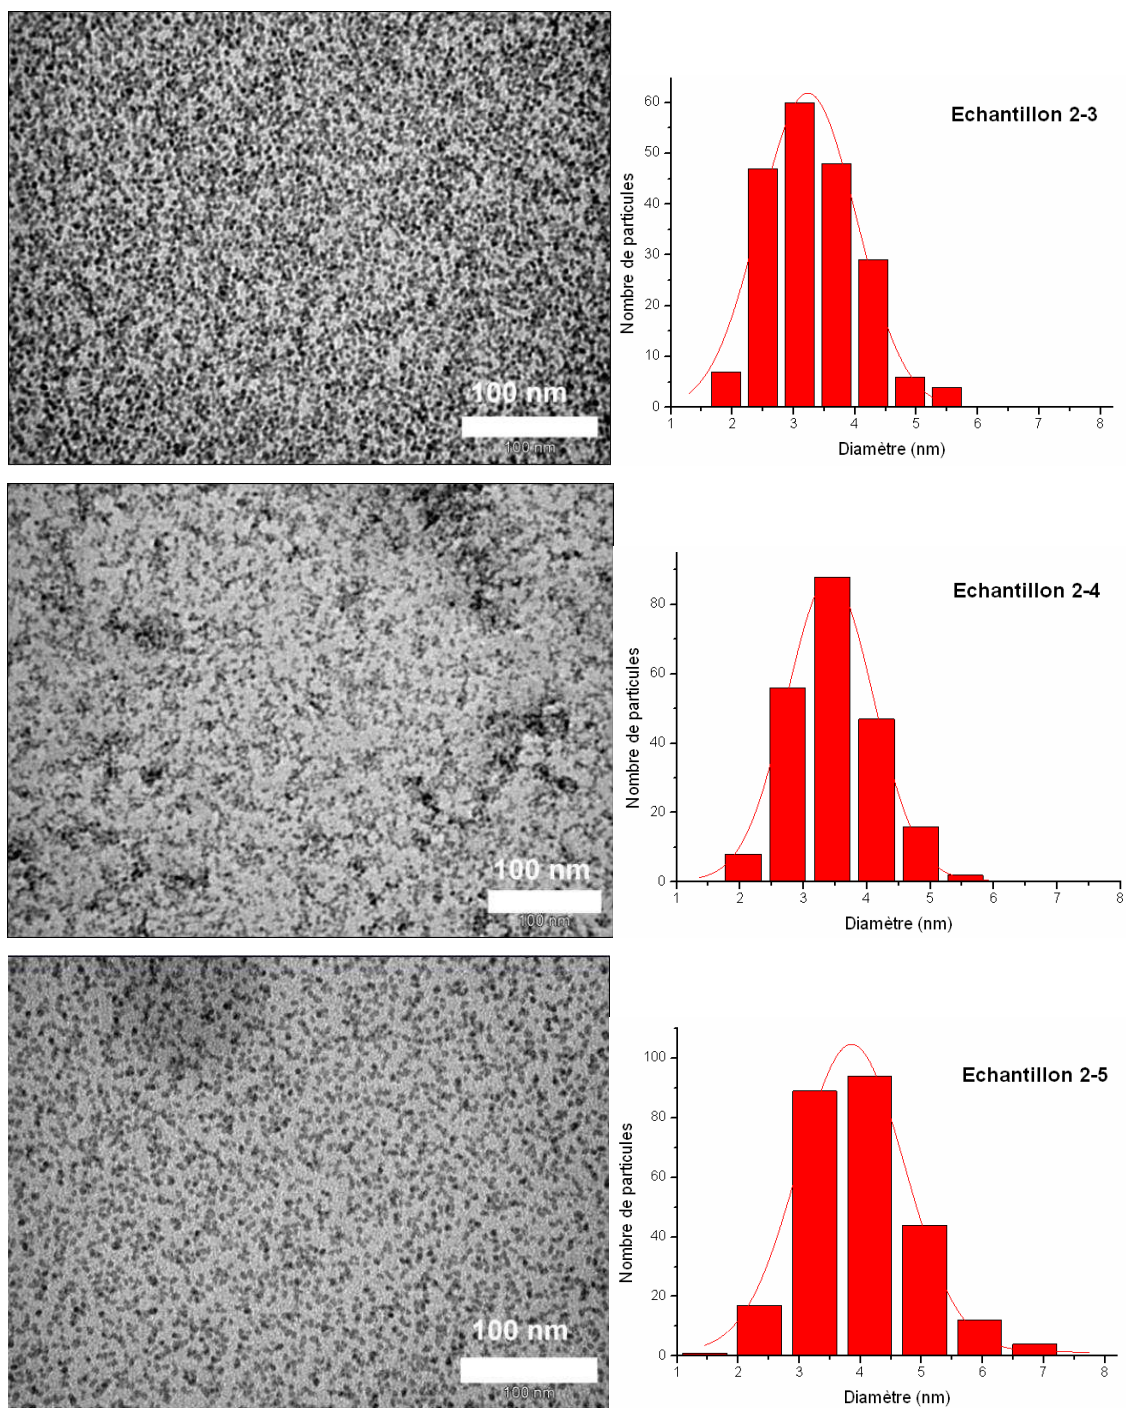 100 nm
100 nm
Echantillon 2-3
Nombre de particules
60
50
40
30
20
10
0
1 2 3 4 5 6 7 8
Diamètre (nm)
100 nm
100 nm
Echantillon 2-4
Nombre de particules
80
60
40
20
0
1 2 3 4 5 6 7 8
Diamètre (nm)
100 nm
100 nm
Echantillon 2-5
Nombre de particules
100
80
60
40
20
0
1 2 3 4 5 6 7 8
Diamètre (nm)